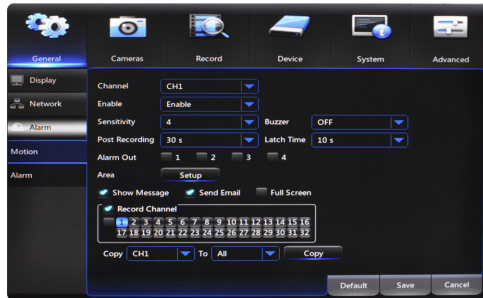 General Cameras Record Device System Advanced
Display
Network
Alarm
Motion
Alarm
Channel CH1
Enable Enable
Sensitivity 4 Buzzer OFF
Post Recording 30 s Latch Time 10 s
Alarm Out 1 2 3 4
Area Setup
Show Message Send Email Full Screen
Record Channel
1 2 3 4 5 6 7 8 9 10 11 12 13 14 15 16
17 18 19 20 21 22 23 24 25 26 27 28 29 30 31 32
Copy CH1 To All Copy
Default Save Cancel